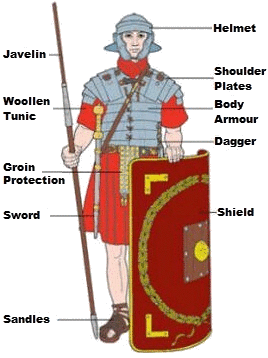 Helmet
Javelin
Shoulder
Plates
Woollen
Tunic
Body
Armour
Dagger
Groin
Protection
Sword
Shield
Sandles